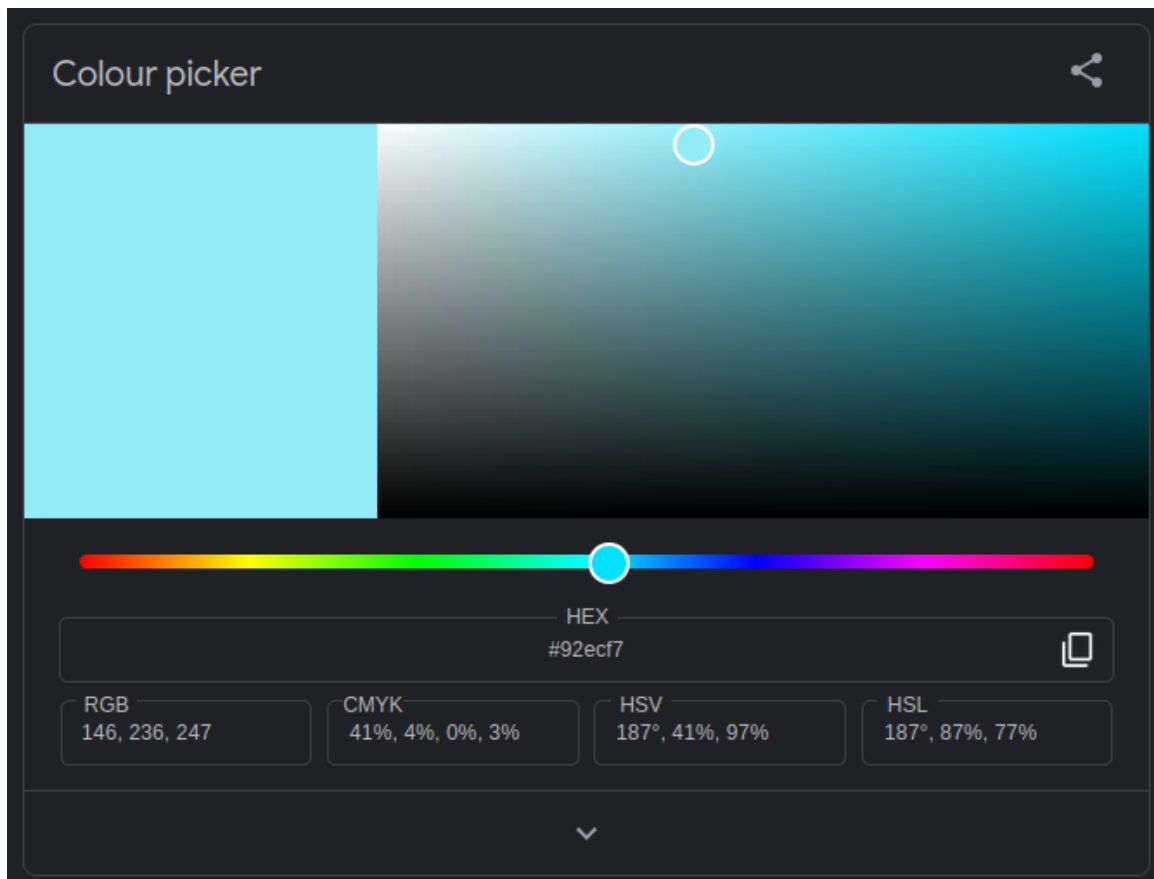 Colour picker
HEX
#92ecf7
RGB
146, 236, 247
CMYK
41%, 4%, 0%, 3%
HSV
187°, 41%, 97%
HSL
187°, 87%, 77%